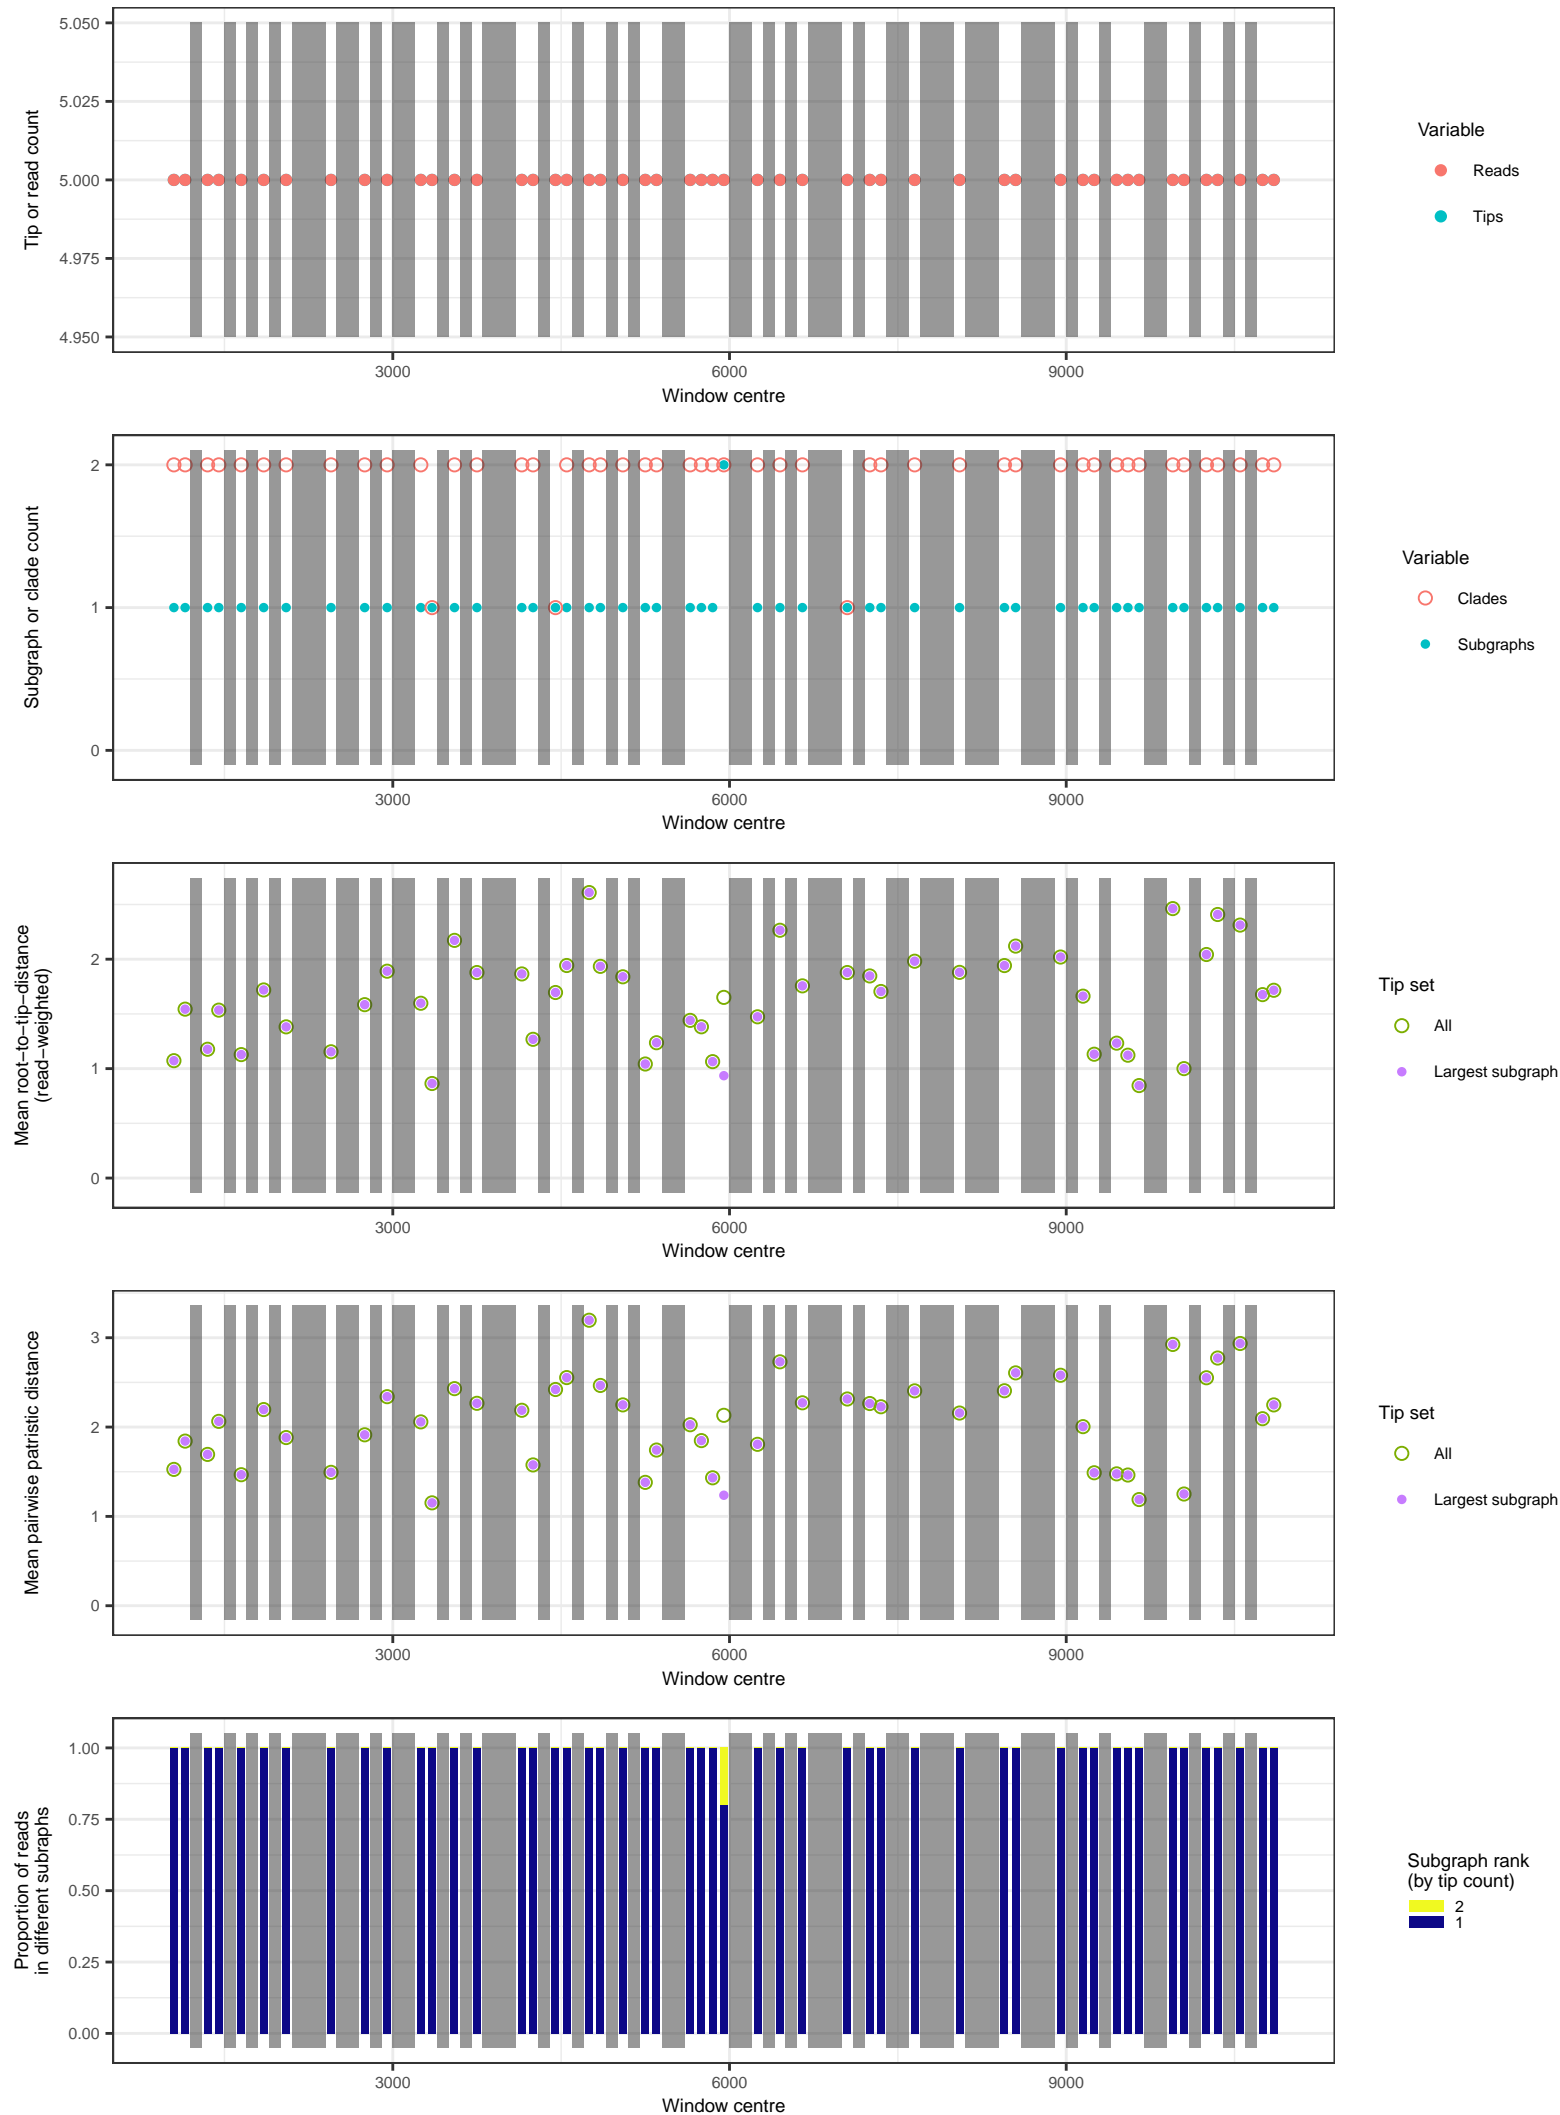 5.050
5.025
5.000
4.975
4.950
Tip or read count
3000
6000
9000
Window centre
Variable
Reads
Tips
2
1
0
Subgraph or clade count
3000
6000
9000
Window centre
Variable
Clades
Subgraphs
2
1
0
Mean root−to−tip−distance
(read−weighted)
3000
6000
9000
Window centre
Tip set
All
Largest subgraph
3
2
1
0
Mean pairwise patristic distance
3000
6000
9000
Window centre
Tip set
All
Largest subgraph
1.00
0.75
0.50
0.25
0.00
Proportion of reads
in different subraphs
3000
6000
9000
Window centre
Subgraph rank
(by tip count)
2
1